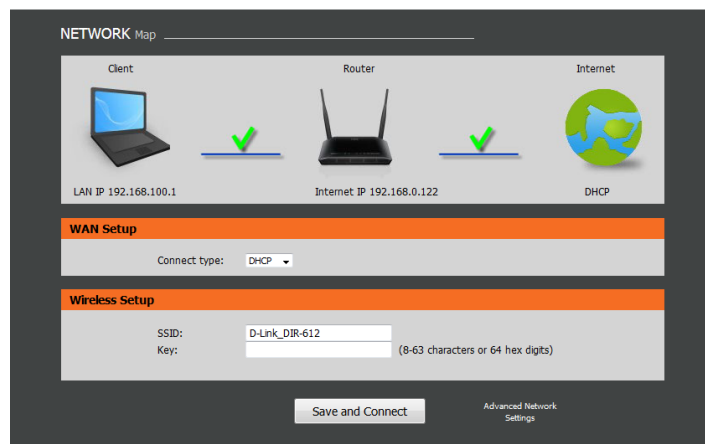 NETWORK Map
Client Router Internet
LAN IP 192.168.100.1 Internet IP 192.168.0.122 DHCP
WAN Setup
Connect type: DHCP
Wireless Setup
SSID: D-Link_DIR-612
Key: (8-63 characters or 64 hex digits)
Save and Connect
Advanced Network
Settings